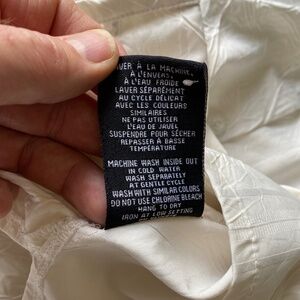 LAVER À LA MACHINE,
À L'ENVERS,
À L'EAU FROIDE
LAVER SÉPARÉMENT
AU CYCLE DÉLICAT
AVEC LES COULEURS
SIMILAIRES
NE PAS UTILISER
L'EAU DE JAVEL
SUSPENDRE POUR SÉCHER
REPASSER À BASSE
TEMPÉRATURE
MACHINE WASH INSIDE OUT
IN COLD WATER
WASH SEPARATELY
AT GENTLE CYCLE
WASH WITH SIMILAR COLORS
DO NOT USE CHLORINE BLEACH
HANG TO DRY
IRON AT LOW SETTING